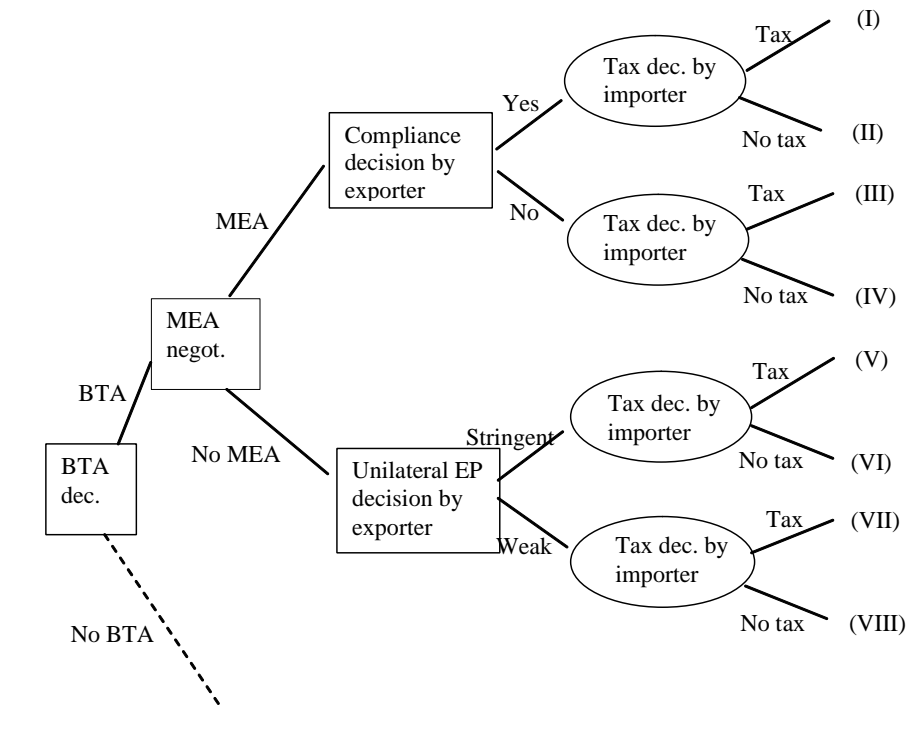 (I)
Tax
Tax dec. by
importer
Yes
No tax
(II)
Compliance
decision by
exporter
Tax
(III)
No
Tax dec. by
importer
MEA
No tax
(IV)
MEA
negot.
Tax
(V)
BTA
Tax dec. by
importer
Stringent
No MEA
No tax
(VI)
BTA
dec.
Unilateral EP
decision by
exporter
Tax
(VII)
Weak
Tax dec. by
importer
No tax
(VIII)
No BTA